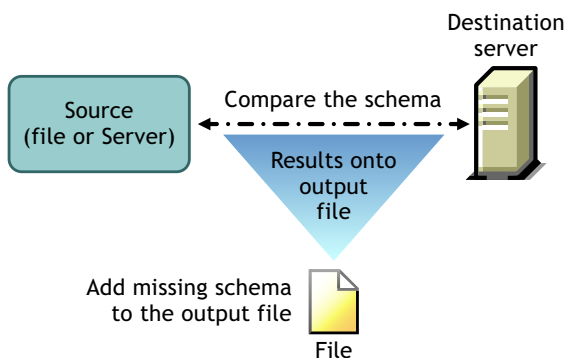 Destination
server
Source
(file or Server)
Compare the schema
Results onto
output
file
Add missing schema
to the output file
File